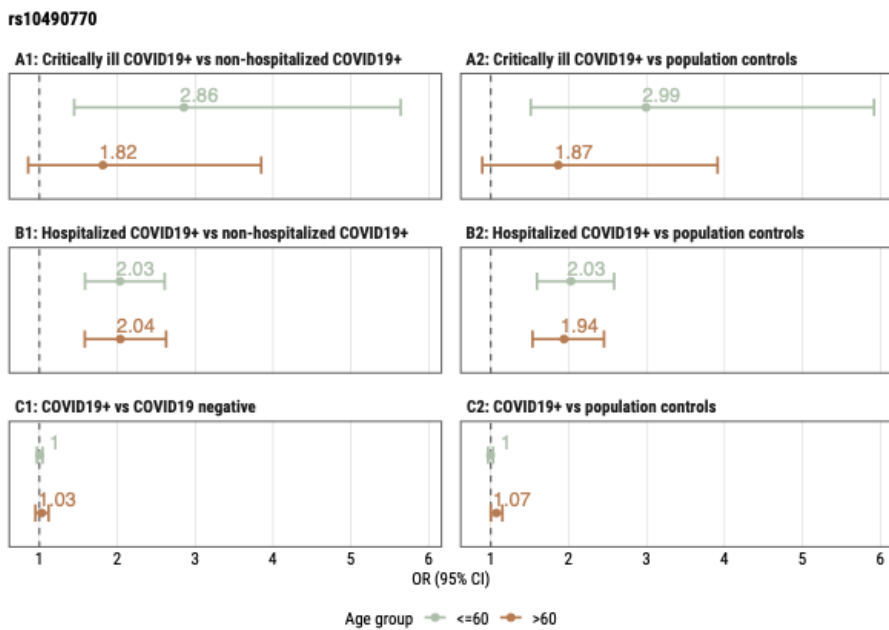 rs10490770
A1: Critically ill COVID19+ vs non-hospitalized COVID19+
2.86
1.82
A2: Critically ill COVID19+ vs population controls
2.99
1.87
B1: Hospitalized COVID19+ vs non-hospitalized COVID19+
2.03
2.04
B2: Hospitalized COVID19+ vs population controls
2.03
1.94
C1: COVID19+ vs COVID19 negative
1
1.03
C2: COVID19+ vs population controls
1
1.07
1 2 3 4 5 6 1 2 3 4 5 6
OR (95% CI)
Age group <=60 >60